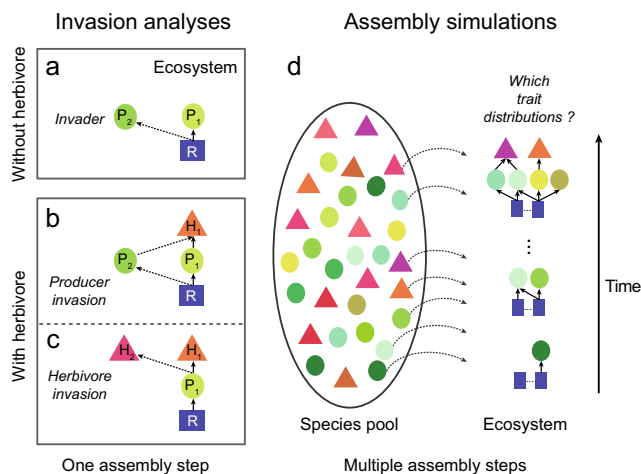 Invasion analyses
Assembly simulations
Without herbivore
a
Ecosystem
Invader
P2
P1
R
With herbivore
b
H1
P2
P1
Producer
invasion
R
c
H2
H1
Herbivore
invasion
P1
R
One assembly step
d
Which
trait
distributions ?
...
Time
Species pool
Ecosystem
Multiple assembly steps